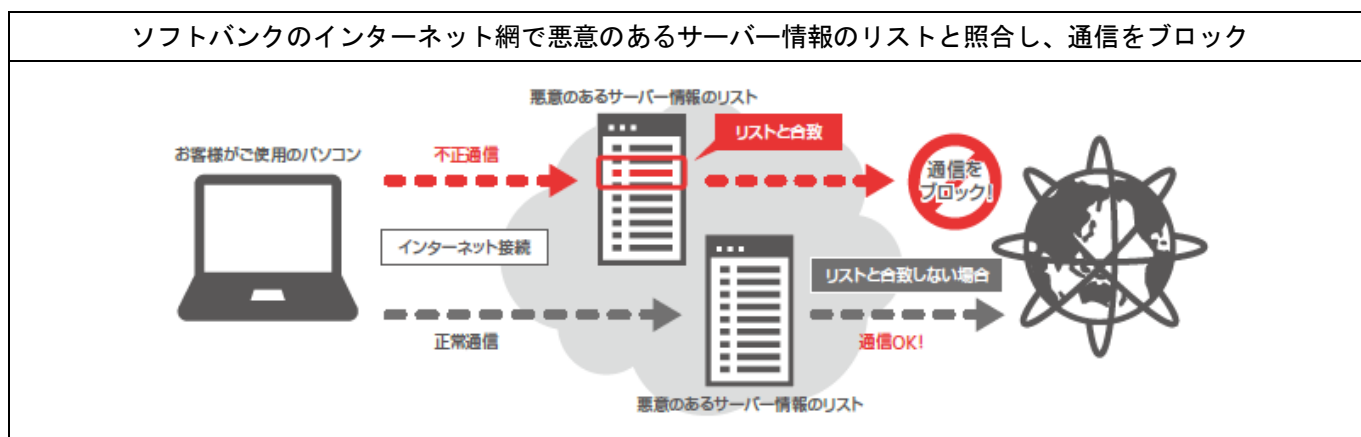 ソフトバンクのインターネット網で悪意のあるサーバー情報のリストと照合し、通信をブロック
悪意のあるサーバー情報のリスト
リストと合致
お客様がご使用のパソコン
不正通信
通信を
ブロック!
インターネット接続
リストと合致しない場合
正常通信
通信OK!
悪意のあるサーバー情報のリスト